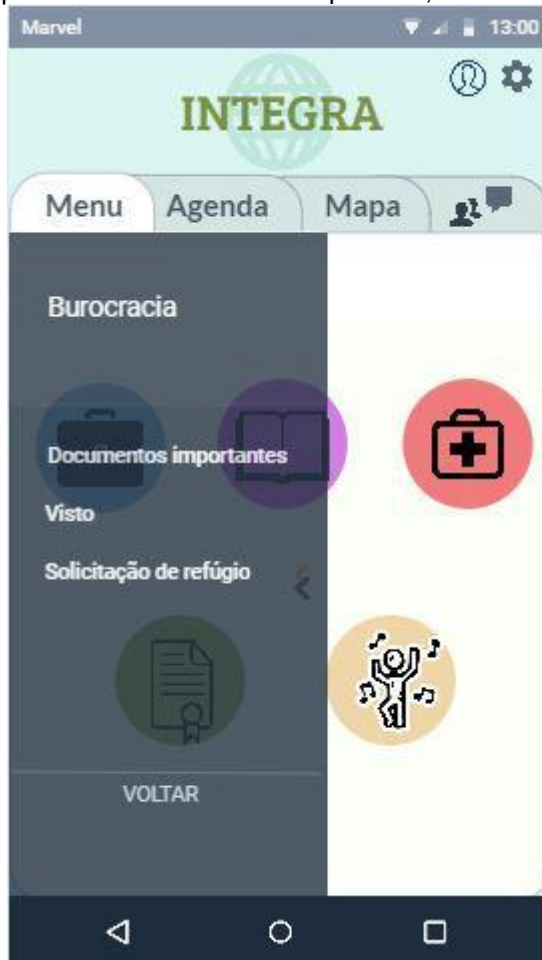 Marvel 13:00
INTEGRA
Menu Agenda Mapa
Burocracia
Documentos importantes
Visto
Solicitação de refúgio
VOLTAR